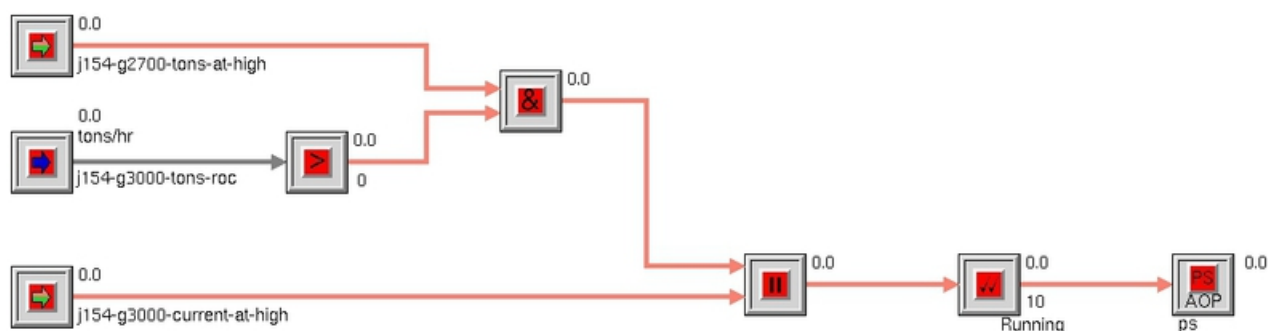 0.0
j154-g2700-tons-at-high
0.0
tons/hr
j154-g3000-tons-roc
>
0.0
0
&
0.0
0.0
j154-g3000-current-at-high
0.0
0.0
10
Running
PS
AOP
ps
0.0